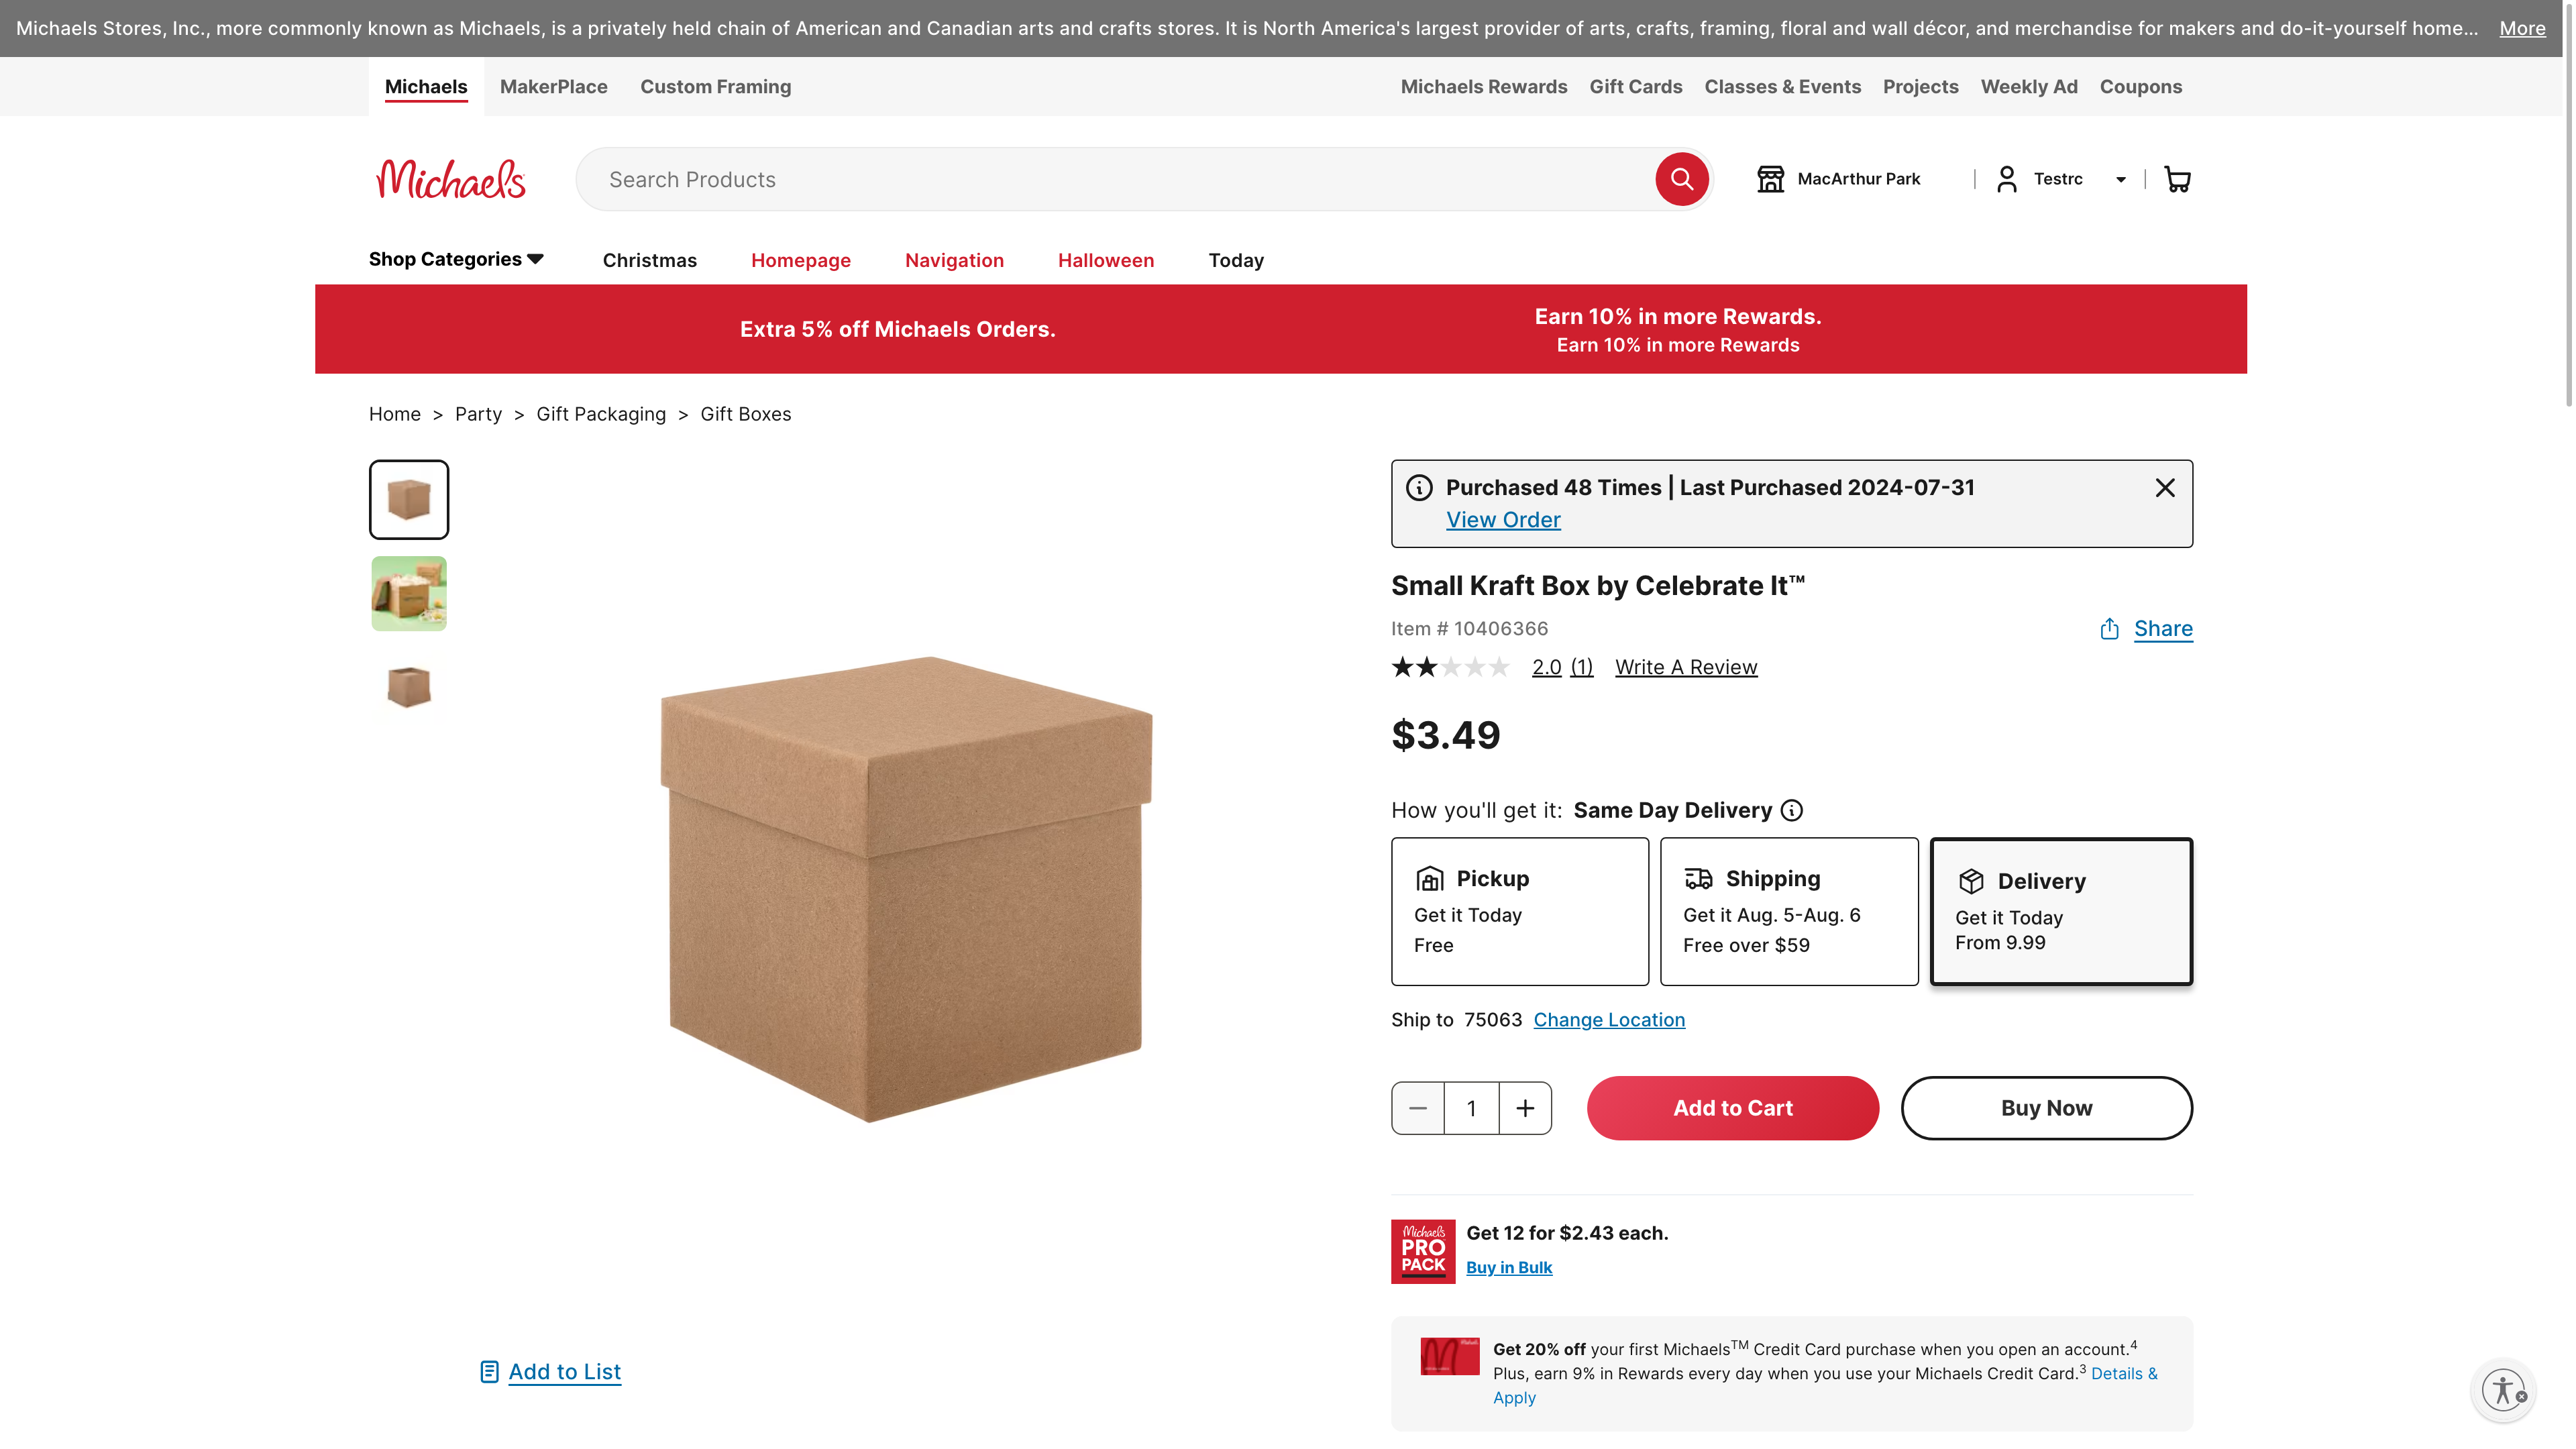 Michaels Stores, Inc., more commonly known as Michaels, is a privately held chain of American and Canadian arts and crafts stores. It is North America's largest provider of arts, crafts, framing, floral and wall décor, and merchandise for makers and do-it-yourself home... More
Michaels MakerPlace Custom Framing Michaels Rewards Gift Cards Classes & Events Projects Weekly Ad Coupons
Michaels Search Products MacArthur Park Testrc
Shop Categories Christmas Homepage Navigation Halloween Today
Extra 5% off Michaels Orders.
Earn 10% in more Rewards.
Earn 10% in more Rewards
Home > Party > Gift Packaging > Gift Boxes
Purchased 48 Times | Last Purchased 2024-07-31
View Order
Small Kraft Box by Celebrate It™
Item # 10406366
Share
2.0 (1) Write A Review
$3.49
How you'll get it: Same Day Delivery
Pickup
Get it Today
Free
Shipping
Get it Aug. 5-Aug. 6
Free over $59
Delivery
Get it Today
From 9.99
Ship to 75063 Change Location
1
Add to Cart
Buy Now
Michaels
PRO
PACK
Get 12 for $2.43 each.
Buy in Bulk
Get 20% off your first Michaels™ Credit Card purchase when you open an account.⁴
Plus, earn 9% in Rewards every day when you use your Michaels Credit Card.³ Details &
Apply
Add to List